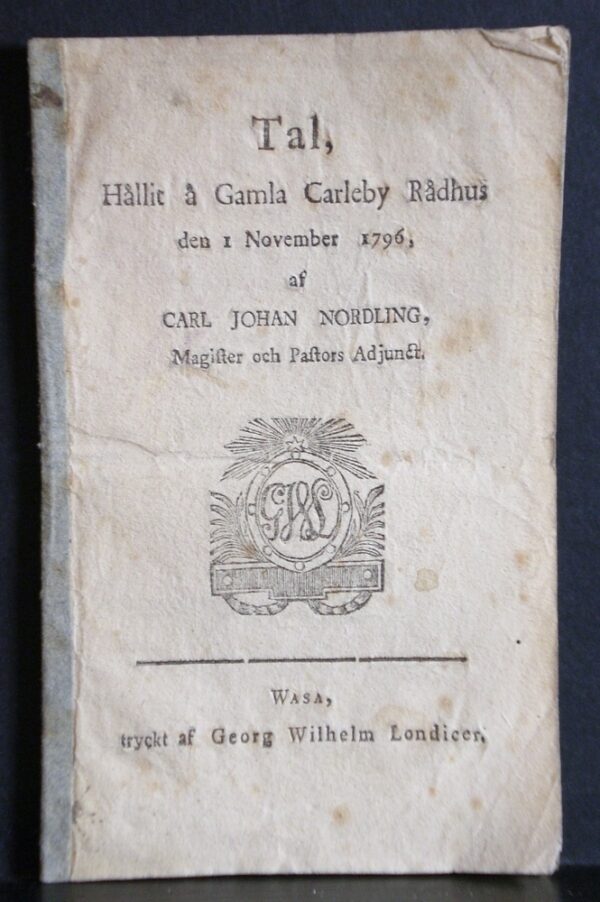 Tal,
Hållit å Gamla Carleby Rådhus
den 1 November 1796,
af
CARL JOHAN NORDLING,
Magiſter och Paſtors Adjunct.
GWL
WASA,
tryckt af Georg Wilhelm Londicer.